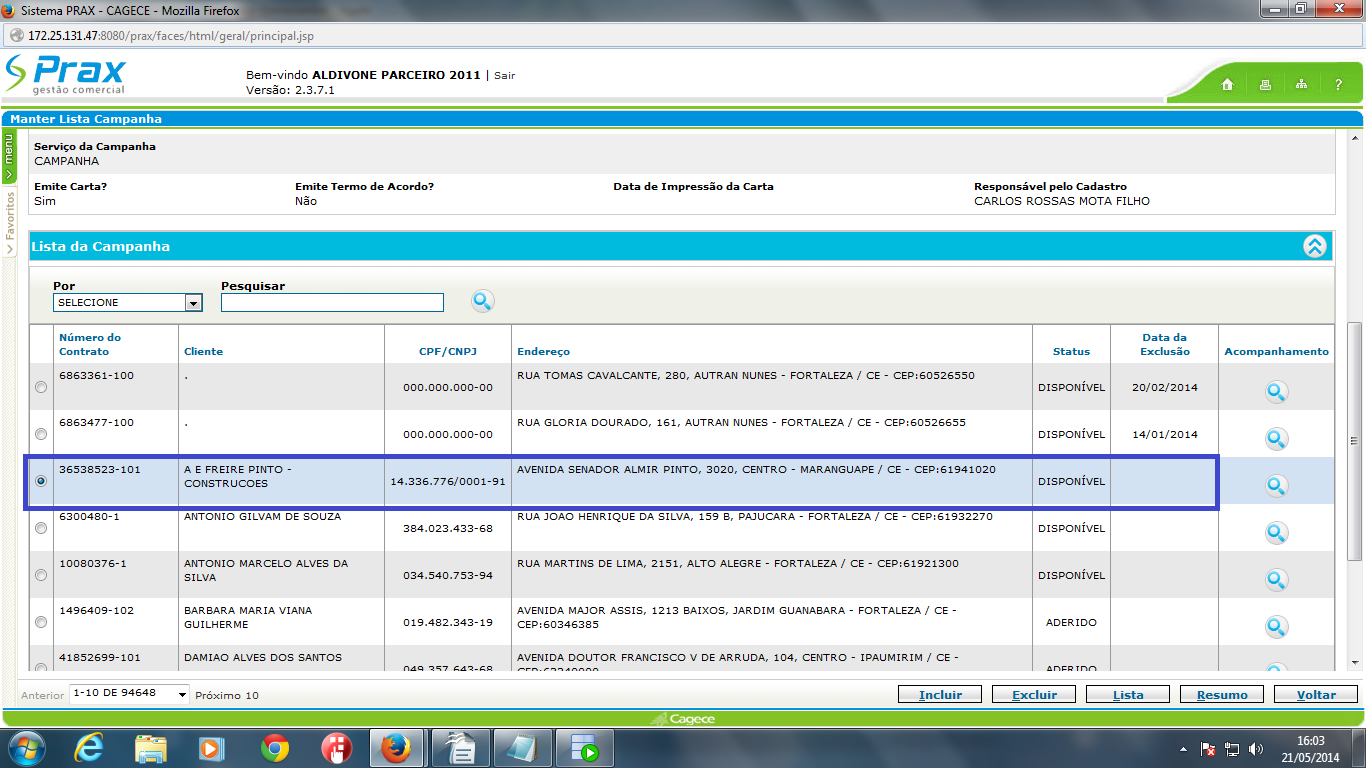 Sistema PRAX - CAGECE - Mozilla Firefox
172.25.131.47:8080/prax/faces/html/geral/principal.jsp
Prax
gestão comercial
Bem-vindo ALDIVONE PARCEIRO 2011 | Sair
Versão: 2.3.7.1
?
Manter Lista Campanha
menu
Favoritos
Serviço da Campanha
CAMPANHA
Emite Carta? Emite Termo de Acordo? Data de Impressão da Carta Responsável pelo Cadastro
Sim Não CARLOS ROSSAS MOTA FILHO
Lista da Campanha
Por Pesquisar
SELECIONE
Número do Contrato Cliente CPF/CNPJ Endereço Status Data da Exclusão Acompanhamento
6863361-100 . 000.000.000-00 RUA TOMAS CAVALCANTE, 280, AUTRAN NUNES - FORTALEZA / CE - CEP:60526550 DISPONÍVEL 20/02/2014
6863477-100 . 000.000.000-00 RUA GLORIA DOURADO, 161, AUTRAN NUNES - FORTALEZA / CE - CEP:60526655 DISPONÍVEL 14/01/2014
36538523-101 A E FREIRE PINTO - CONSTRUCOES 14.336.776/0001-91 AVENIDA SENADOR ALMIR PINTO, 3020, CENTRO - MARANGUAPE / CE - CEP:61941020 DISPONÍVEL
6300480-1 ANTONIO GILVAM DE SOUZA 384.023.433-68 RUA JOAO HENRIQUE DA SILVA, 159 B, PAJUCARA - FORTALEZA / CE - CEP:61932270 DISPONÍVEL
10080376-1 ANTONIO MARCELO ALVES DA SILVA 034.540.753-94 RUA MARTINS DE LIMA, 2151, ALTO ALEGRE - FORTALEZA / CE - CEP:61921300 DISPONÍVEL
1496409-102 BARBARA MARIA VIANA GUILHERME 019.482.343-19 AVENIDA MAJOR ASSIS, 1213 BAIXOS, JARDIM GUANABARA - FORTALEZA / CE - CEP:60346385 ADERIDO
41852699-101 DAMIAO ALVES DOS SANTOS 049.357.643-68 AVENIDA DOUTOR FRANCISCO V DE ARRUDA, 104, CENTRO - IPAUMIRIM / CE - ADERIDO
Anterior 1-10 DE 94648 Próximo 10 Incluir Excluir Lista Resumo Voltar
Cagece
16:03
21/05/2014